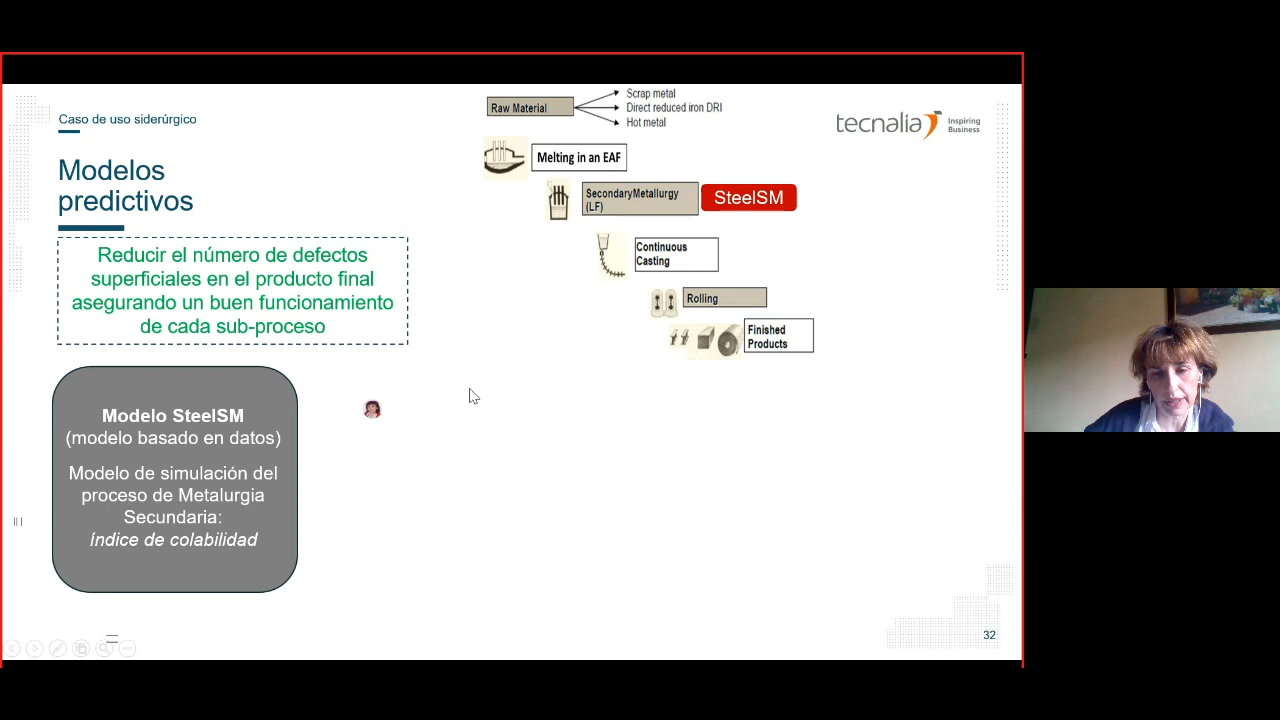 Caso de uso siderúrgico
Modelos
predictivos
Reducir el número de defectos
superficiales en el producto final
asegurando un buen funcionamiento
de cada sub-proceso
Modelo SteelSM
(modelo basado en datos)
Modelo de simulación del
proceso de Metalurgia
Secundaria:
índice de colabilidad
Raw Material
Scrap metal
Direct reduced iron DRI
Hot metal
Melting in an EAF
SecondaryMetallurgy
(LF)
SteelSM
Continuous
Casting
Rolling
Finished
Products
tecnalia
Inspiring
Business
32